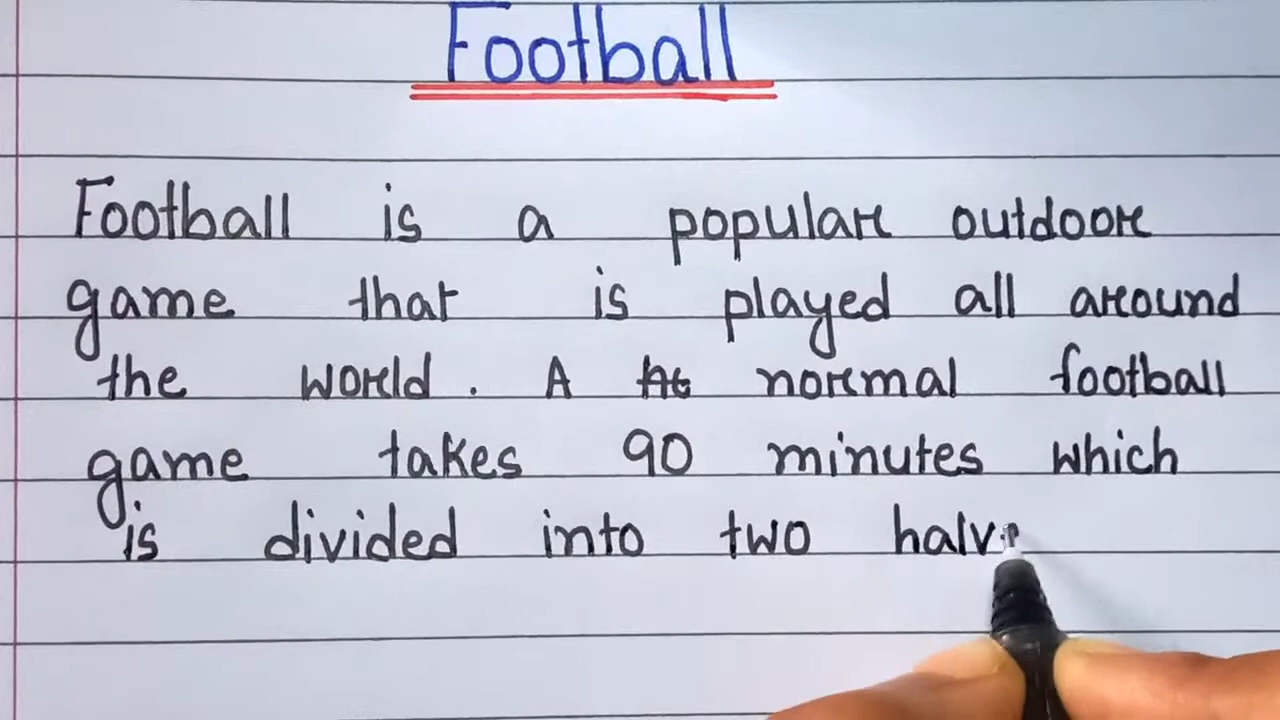 Football
Football is a popular outdoor
game that is played all around
the world. A normal football
game takes 90 minutes which
is divided into two